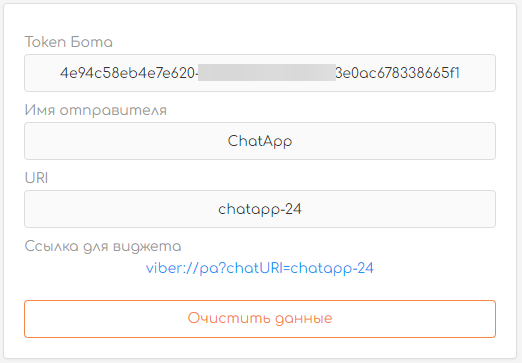 Token Бота
4e94c58eb4e7e620- 3e0ac678338665f1
Имя отправителя
ChatApp
URI
chatapp-24
Ссылка для виджета
viber://pa?chatURI=chatapp-24
Очистить данные